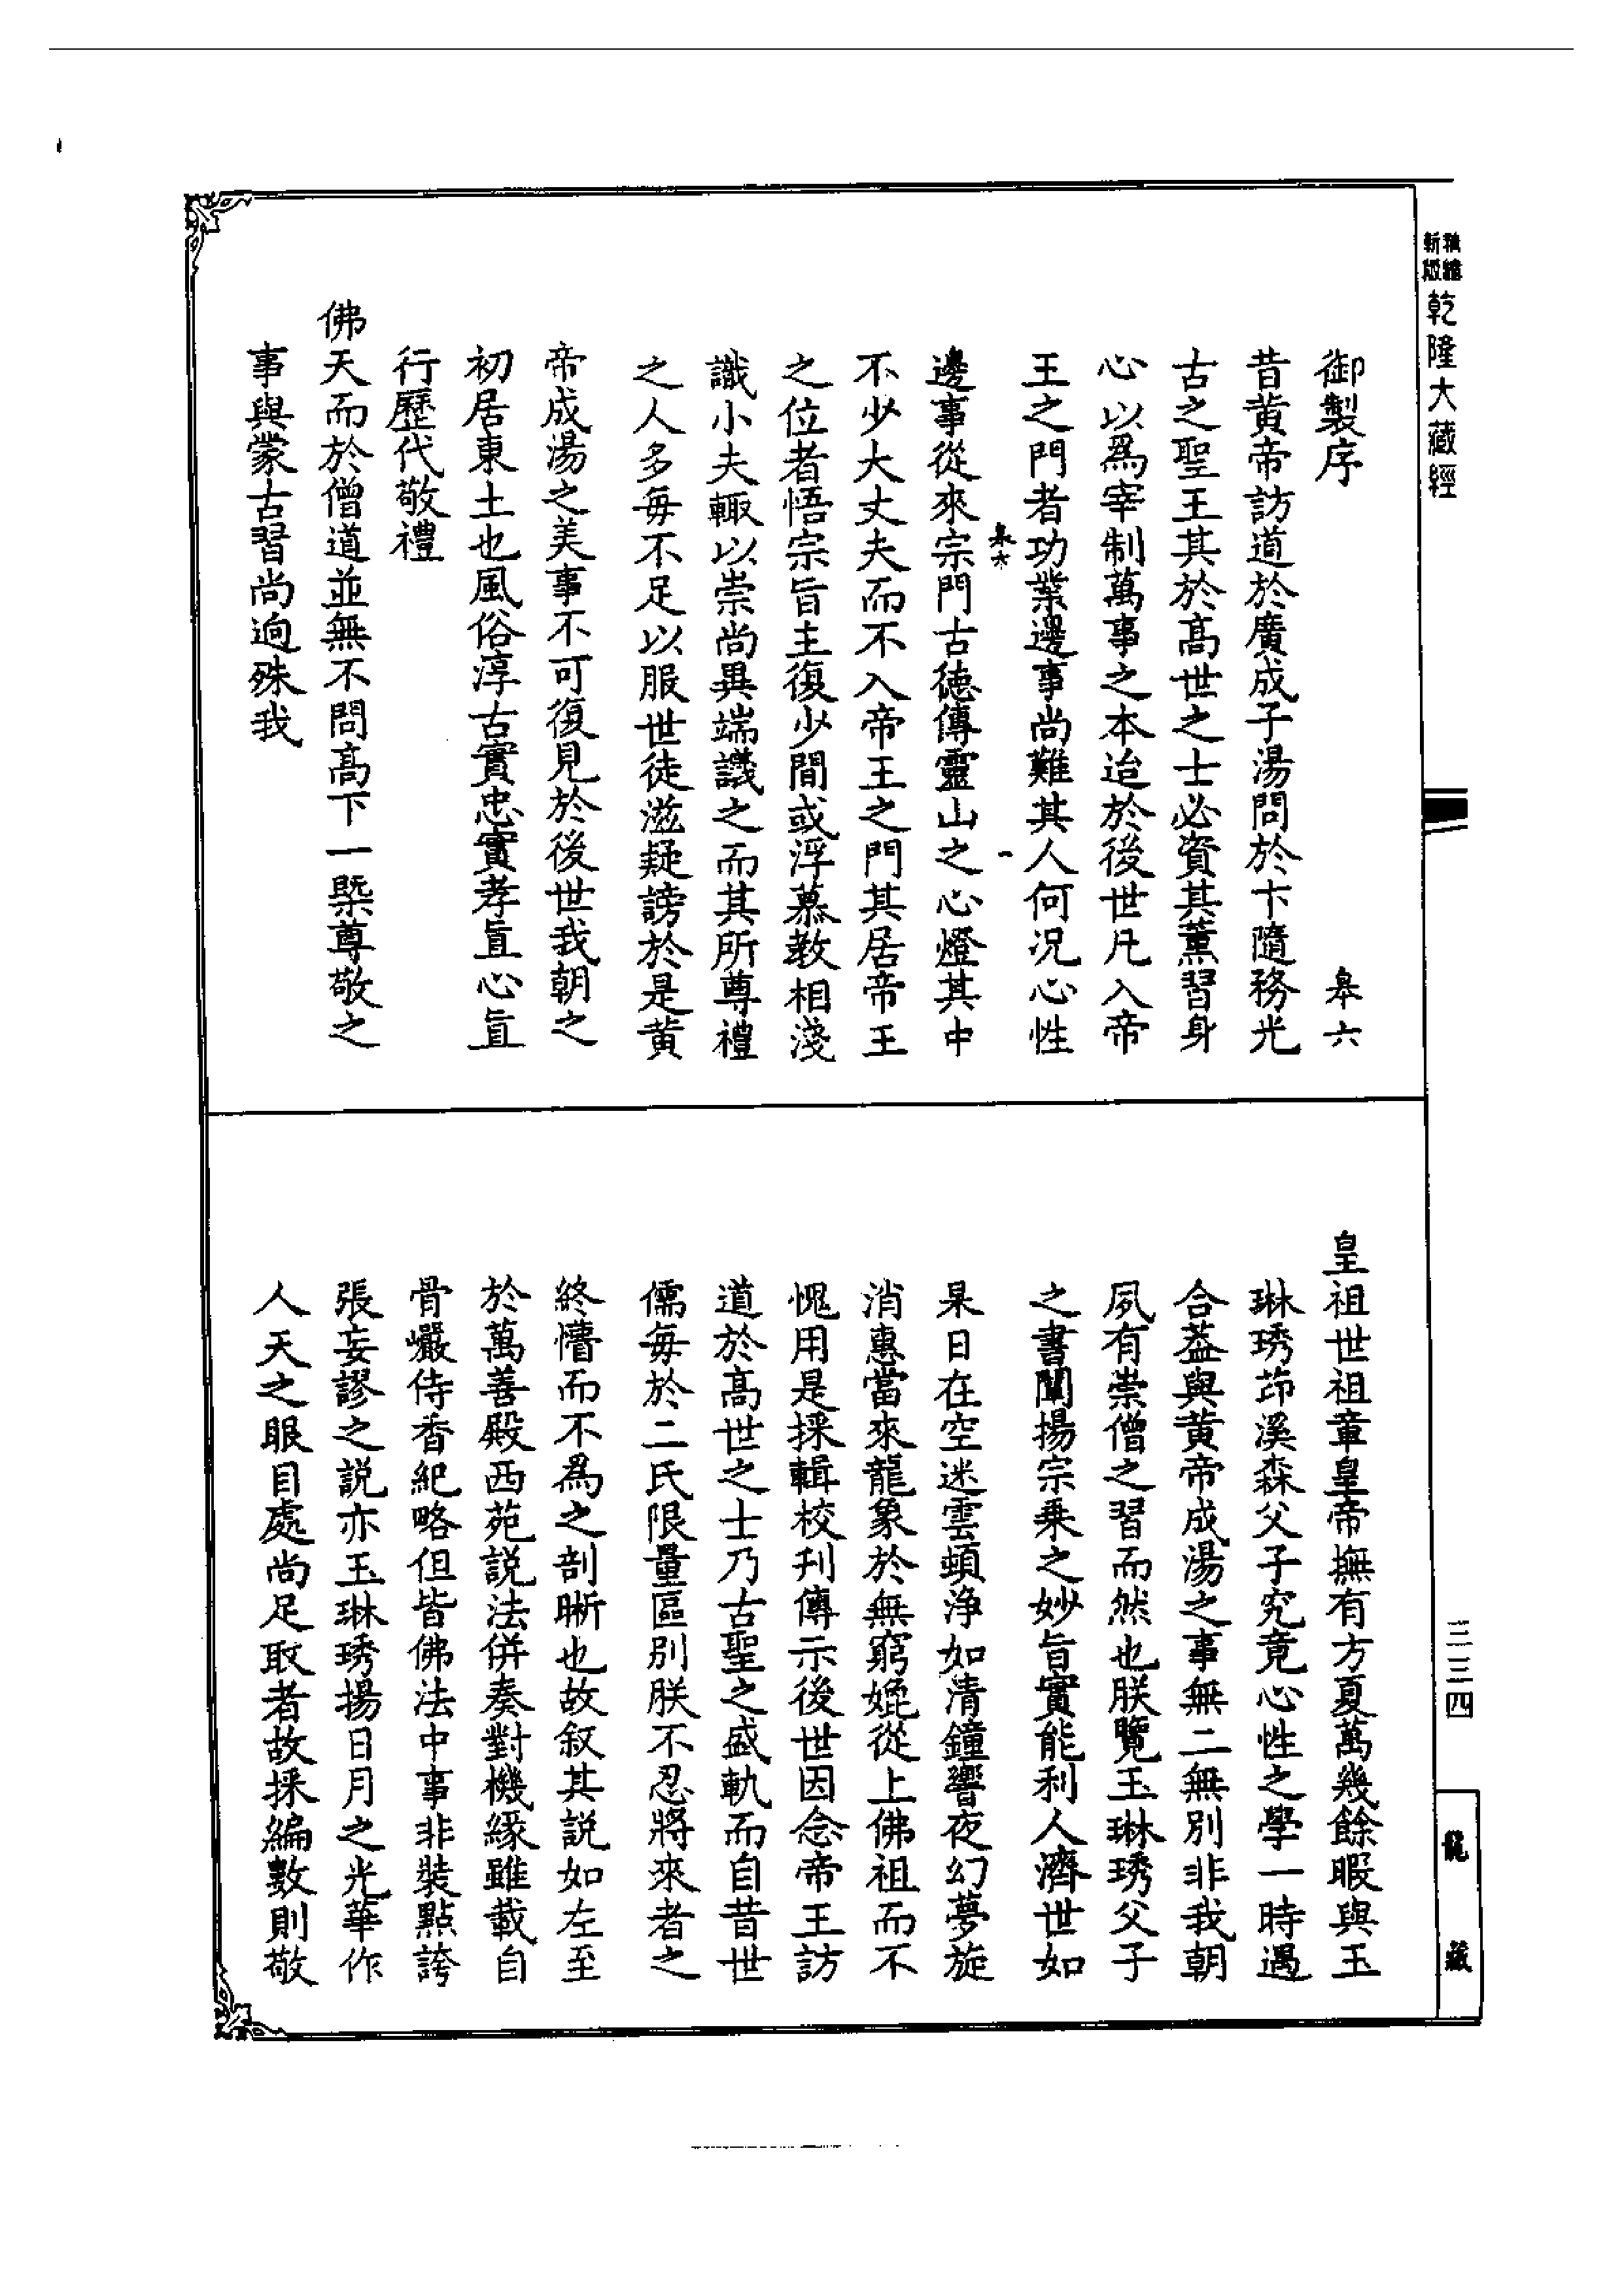 新版
精縮
乾隆大藏經
御製序 皋六
昔黃帝訪道於廣成子湯問於卞隨務光
古之聖王其於高世之士必資其薰習身
心以爲宰制萬事之本迨於後世凡入帝
王之門者功業邊事尚難其人何况心性
皋六 一
邊事從來宗門古德傳靈山之心燈其中
不少大丈夫而不入帝王之門其居帝王
之位者悟宗旨主復少間或浮慕教相淺
識小夫輙以崇尚異端譏之而其所尊禮
之人多每不足以服世徒滋疑謗於是黃
帝成湯之美事不可復見於後世我朝之
初居東土也風俗淳古實忠實孝直心直
行歷代敬禮
佛天而於僧道並無不問高下一槩尊敬之
事與蒙古習尚逈殊我
皇祖世祖章皇帝撫有方夏萬幾餘暇與玉
琳琇茆溪森父子究竟心性之學一時遇
合葢與黃帝成湯之事無二無別非我朝
夙有崇僧之習而然也朕覽玉琳琇父子
之書闡揚宗乗之妙旨實能利人濟世如
杲日在空迷雲頓淨如清鐘響夜幻夢旋
消惠當來龍象於無窮媲從上佛祖而不
愧用是採輯校刋傳示後世因念帝王訪
道於高世之士乃古聖之盛軌而自昔世
儒每於二氏限量區別朕不忍將來者之
終懵而不爲之剖晰也故叙其說如左至
於萬善殿西苑說法併奏對機緣雖載自
骨巖侍香紀略但皆佛法中事非裝點誇
張妄謬之說亦玉琳琇揚日月之光華作
人天之眼目處尚足取者故採編數則敬
三三四
龍藏